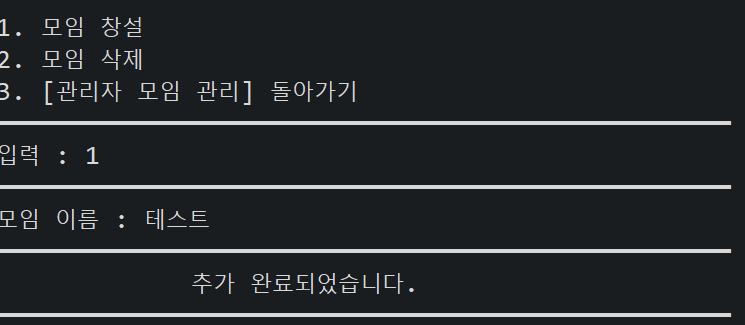 1. 모임 창설
2. 모임 삭제
3. [관리자 모임 관리] 돌아가기
입력 : 1
모임 이름 : 테스트
추가 완료되었습니다.